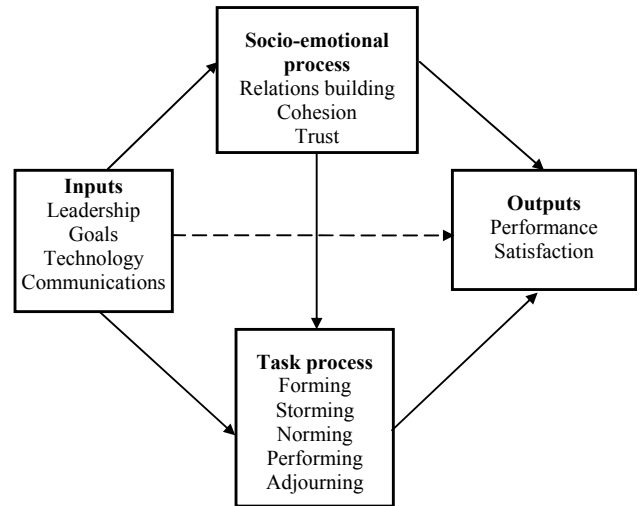 Socio-emotional
process
Relations building
Cohesion
Trust
Inputs
Leadership
Goals
Technology
Communications
Outputs
Performance
Satisfaction
Task process
Forming
Storming
Norming
Performing
Adjourning